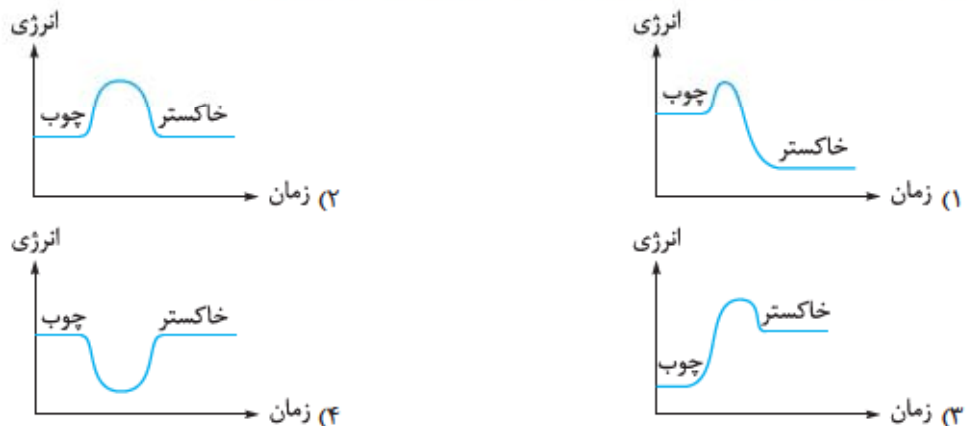 انرژی
چوب
خاکستر
زمان (۱
انرژی
چوب
خاکستر
زمان (۲
انرژی
چوب
خاکستر
زمان (۳
انرژی
چوب
خاکستر
زمان (۴